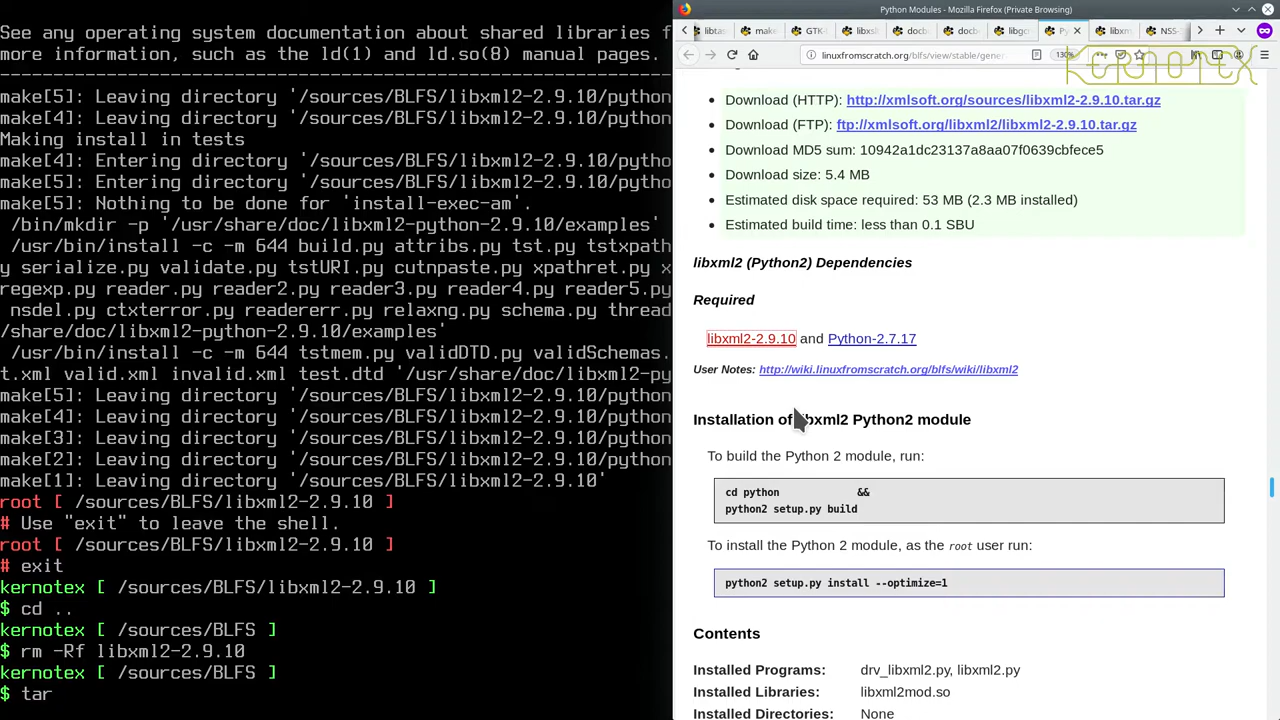 See any operating system documentation about shared libraries f
more information, such as the ld(1) and ld.so(8) manual pages.
----------------------------------------------------------------
make[5]: Leaving directory '/sources/BLFS/libxml2-2.9.10/python
make[4]: Leaving directory '/sources/BLFS/libxml2-2.9.10/python
Making install in tests
make[4]: Entering directory '/sources/BLFS/libxml2-2.9.10/python
make[5]: Entering directory '/sources/BLFS/libxml2-2.9.10/python
make[5]: Nothing to be done for 'install-exec-am'.
/bin/mkdir -p '/usr/share/doc/libxml2-python-2.9.10/examples'
/usr/bin/install -c -m 644 build.py attribs.py tst.py tstxpath
y serialize.py validate.py tstURI.py cutnpaste.py xpathret.py x
regexp.py reader.py reader2.py reader3.py reader4.py reader5.py
nsdel.py ctxterror.py readererr.py relaxng.py schema.py thread
/share/doc/libxml2-python-2.9.10/examples'
/usr/bin/install -c -m 644 tstmem.py validDTD.py validSchemas.
t.xml valid.xml invalid.xml test.dtd '/usr/share/doc/libxml2-py
make[5]: Leaving directory '/sources/BLFS/libxml2-2.9.10/python
make[4]: Leaving directory '/sources/BLFS/libxml2-2.9.10/python
make[3]: Leaving directory '/sources/BLFS/libxml2-2.9.10/python
make[2]: Leaving directory '/sources/BLFS/libxml2-2.9.10/python
make[1]: Leaving directory '/sources/BLFS/libxml2-2.9.10'
root [ /sources/BLFS/libxml2-2.9.10 ]
# Use "exit" to leave the shell.
root [ /sources/BLFS/libxml2-2.9.10 ]
# exit
kernotex [ /sources/BLFS/libxml2-2.9.10 ]
$ cd ..
kernotex [ /sources/BLFS ]
$ rm -Rf libxml2-2.9.10
kernotex [ /sources/BLFS ]
$ tar
Python Modules - Mozilla Firefox (Private Browsing)
libtas make- GTK- libxsl docb docb libgc Py libxm NSS-
linuxfromscratch.org/blfs/view/stable/gener 130%
KERNOTEX
Download (HTTP): http://xmlsoft.org/sources/libxml2-2.9.10.tar.gz
Download (FTP): ftp://xmlsoft.org/libxml2/libxml2-2.9.10.tar.gz
Download MD5 sum: 10942a1dc23137a8aa07f0639cbfece5
Download size: 5.4 MB
Estimated disk space required: 53 MB (2.3 MB installed)
Estimated build time: less than 0.1 SBU
libxml2 (Python2) Dependencies
Required
libxml2-2.9.10 and Python-2.7.17
User Notes: http://wiki.linuxfromscratch.org/blfs/wiki/libxml2
Installation of libxml2 Python2 module
To build the Python 2 module, run:
cd python &&
python2 setup.py build
To install the Python 2 module, as the root user run:
python2 setup.py install --optimize=1
Contents
Installed Programs: drv_libxml2.py, libxml2.py
Installed Libraries: libxml2mod.so
Installed Directories: None